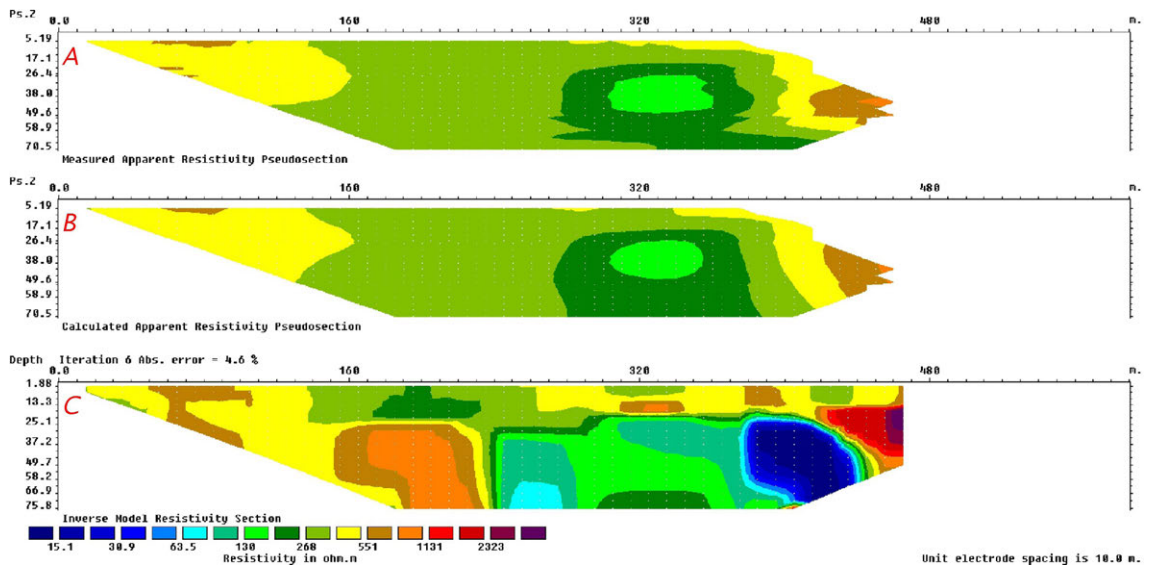 Ps.Z 0.0 160 320 480 m.
5.19
A
17.1
26.4
38.0
49.6
58.9
70.5
Measured Apparent Resistivity Pseudosection
Ps.Z 0.0 160 320 480 m.
5.19
B
17.1
26.4
38.0
49.6
58.9
70.5
Calculated Apparent Resistivity Pseudosection
Depth Iteration 6 Abs. error = 4.6 %
0.0 160 320 480 m.
1.88
C
13.3
25.1
37.2
49.7
58.2
66.9
75.8
Inverse Model Resistivity Section
15.1 30.9 63.5 130 268 551 1131 2323
Resistivity in ohm.m Unit electrode spacing is 10.0 m.